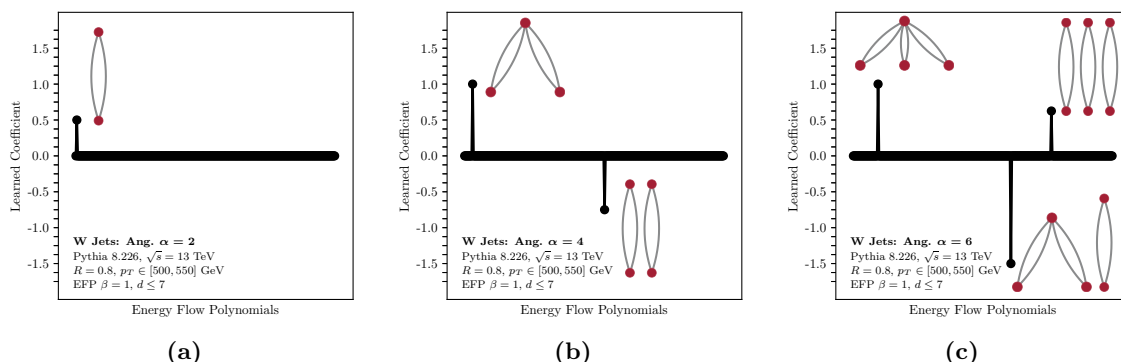 Learned Coefficient
1.5
1.0
0.5
0.0
-0.5
-1.0
-1.5
W Jets: Ang. α = 2
Pythia 8.226, √s = 13 TeV
R = 0.8, pT ∈ [500, 550] GeV
EFP β = 1, d ≤ 7
Energy Flow Polynomials
(a)
Learned Coefficient
1.5
1.0
0.5
0.0
-0.5
-1.0
-1.5
W Jets: Ang. α = 4
Pythia 8.226, √s = 13 TeV
R = 0.8, pT ∈ [500, 550] GeV
EFP β = 1, d ≤ 7
Energy Flow Polynomials
(b)
Learned Coefficient
1.5
1.0
0.5
0.0
-0.5
-1.0
-1.5
W Jets: Ang. α = 6
Pythia 8.226, √s = 13 TeV
R = 0.8, pT ∈ [500, 550] GeV
EFP β = 1, d ≤ 7
Energy Flow Polynomials
(c)